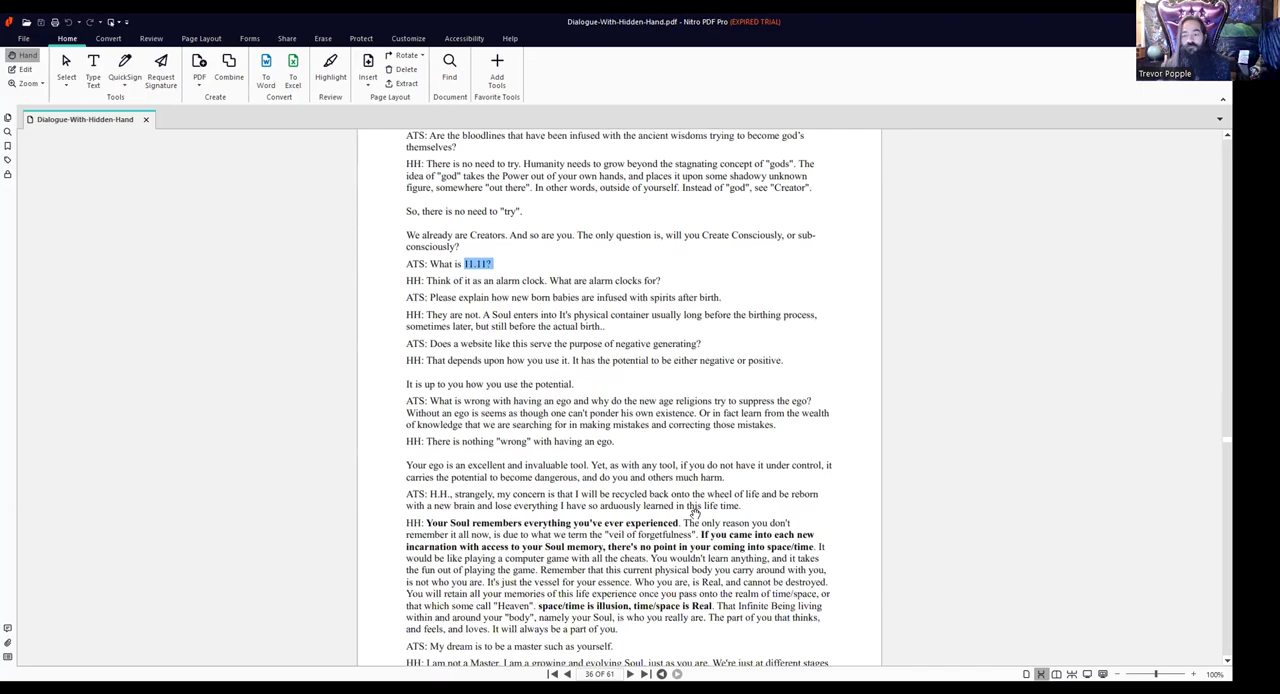 Dialogue-With-Hidden-Hand.pdf - Nitro PDF Pro (EXPIRED TRIAL)
File Home Convert Review Page Layout Forms Share Erase Protect Customize Accessibility Help
Hand
Edit
Zoom
Select
Type Text
QuickSign
Request Signature
Tools
PDF
Combine
Create
To Word
To Excel
Convert
Highlight
Review
Insert
Rotate
Delete
Extract
Page Layout
Find
Document
Add Tools
Favorite Tools
Trevor Popple
Dialogue-With-Hidden-Hand
ATS: Are the bloodlines that have been infused with the ancient wisdoms trying to become god's
themselves?
HH: There is no need to try. Humanity needs to grow beyond the stagnating concept of "gods". The
idea of "god" takes the Power out of your own hands, and places it upon some shadowy unknown
figure, somewhere "out there". In other words, outside of yourself. Instead of "god", see "Creator".
So, there is no need to "try".
We already are Creators. And so are you. The only question is, will you Create Consciously, or sub-
consciously?
ATS: What is 11.11?
HH: Think of it as an alarm clock. What are alarm clocks for?
ATS: Please explain how new born babies are infused with spirits after birth.
HH: They are not. A Soul enters into It's physical container usually long before the birthing process,
sometimes later, but still before the actual birth..
ATS: Does a website like this serve the purpose of negative generating?
HH: That depends upon how you use it. It has the potential to be either negative or positive.
It is up to you how you use the potential.
ATS: What is wrong with having an ego and why do the new age religions try to suppress the ego?
Without an ego is seems as though one can't ponder his own existence. Or in fact learn from the wealth
of knowledge that we are searching for in making mistakes and correcting those mistakes.
HH: There is nothing "wrong" with having an ego.
Your ego is an excellent and invaluable tool. Yet, as with any tool, if you do not have it under control, it
carries the potential to become dangerous, and do you and others much harm.
ATS: H.H., strangely, my concern is that I will be recycled back onto the wheel of life and be reborn
with a new brain and lose everything I have so arduously learned in this life time.
HH: Your Soul remembers everything you've ever experienced. The only reason you don't
remember it all now, is due to what we term the "veil of forgetfulness". If you came into each new
incarnation with access to your Soul memory, there's no point in your coming into space/time. It
would be like playing a computer game with all the cheats. You wouldn't learn anything, and it takes
the fun out of playing the game. Remember that this current physical body you carry around with you,
is not who you are. It's just the vessel for your essence. Who you are, is Real, and cannot be destroyed.
You will retain all your memories of this life experience once you pass onto the realm of time/space, or
that which some call "Heaven". space/time is illusion, time/space is Real. That Infinite Being living
within and around your "body", namely your Soul, is who you really are. The part of you that thinks,
and feels, and loves. It will always be a part of you.
ATS: My dream is to be a master such as yourself.
HH: I am not a Master. I am a growing and evolving Soul, just as you are. We're just at different stages
36 OF 61
100%